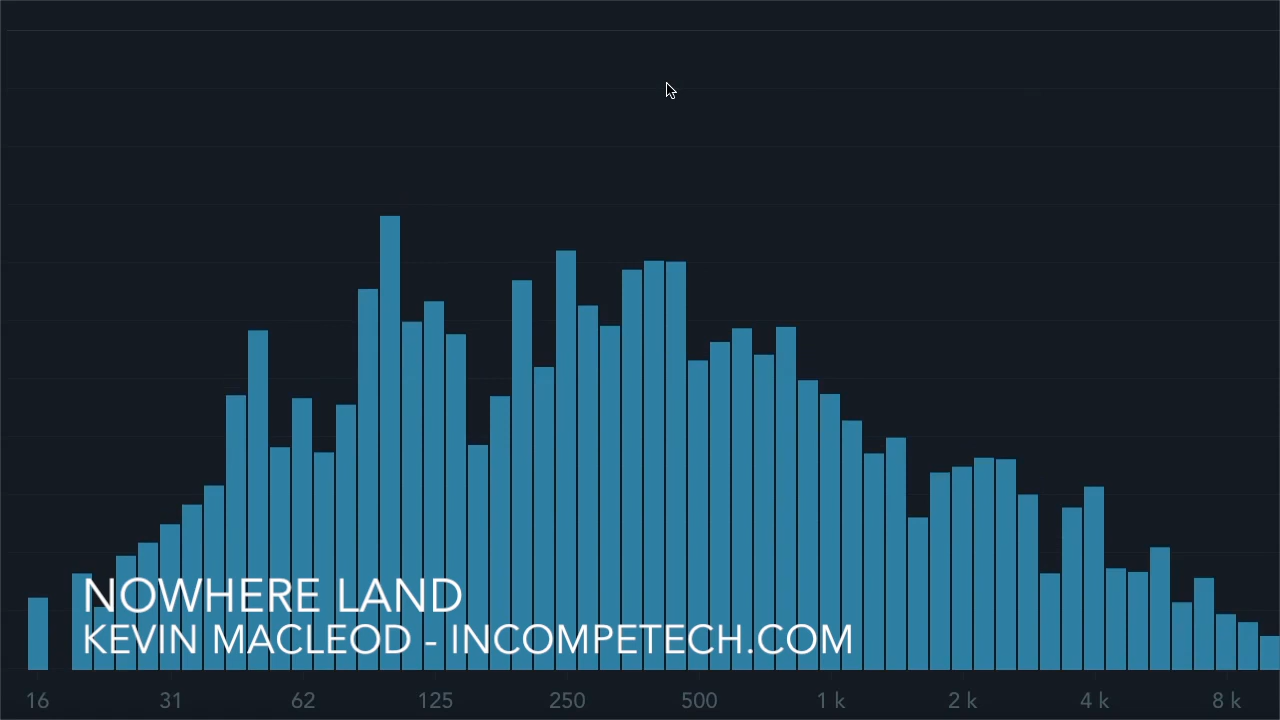 NOWHERE LAND
KEVIN MACLEOD - INCOMPETECH.COM
16 31 62 125 250 500 1 k 2 k 4 k 8 k